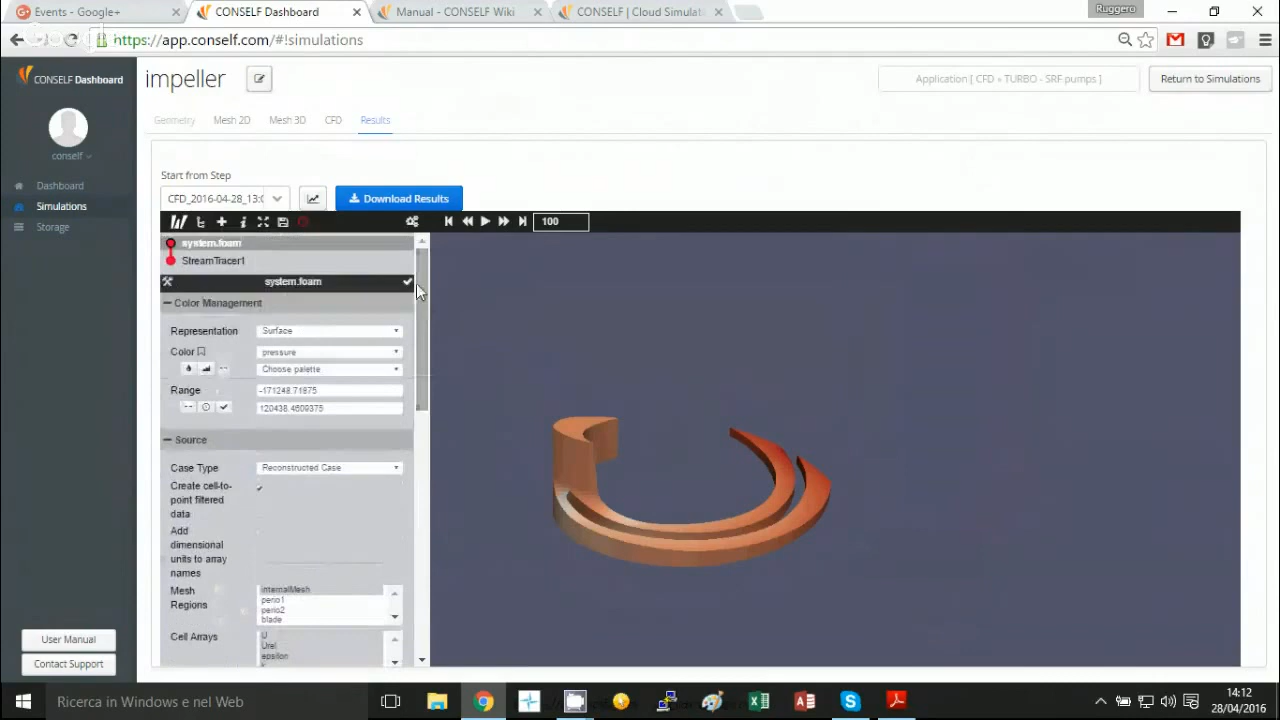 Events - Google+
CONSELF Dashboard
Manual - CONSELF Wiki
CONSELF | Cloud Simulat
Ruggero
https://app.conself.com/#!simulations
CONSELF Dashboard
impeller
Application [ CFD » TURBO - SRF pumps ]
Return to Simulations
Geometry
Mesh 2D
Mesh 3D
CFD
Results
conself
Dashboard
Simulations
Storage
Start from Step
CFD_2016-04-28_13:0
Download Results
100
system.foam
StreamTracer1
system.foam
Color Management
Representation
Surface
Color
pressure
Choose palette
Range
-171248.71875
120438.4609375
Source
Case Type
Reconstructed Case
Create cell-to-
point filtered
data
Add
dimensional
units to array
names
Mesh
Regions
internalMesh
perio1
perio2
blade
Cell Arrays
U
Urel
epsilon
User Manual
Contact Support
Ricerca in Windows e nel Web
14:12
28/04/2016